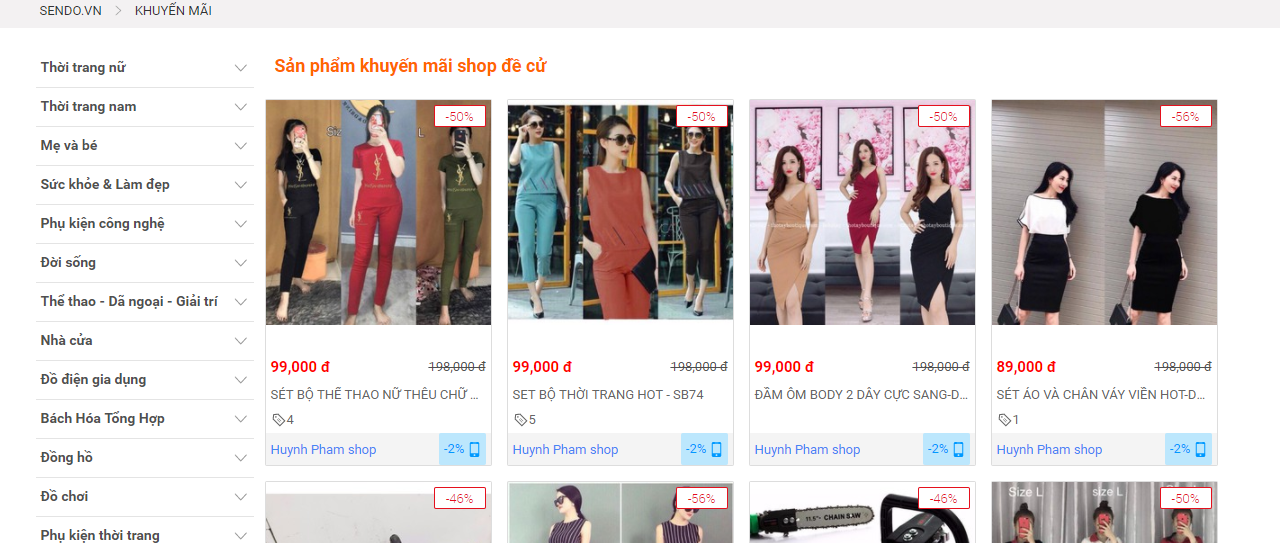 SENDO.VN > KHUYẾN MÃI
Thời trang nữ
Thời trang nam
Mẹ và bé
Sức khỏe & Làm đẹp
Phụ kiện công nghệ
Đời sống
Thể thao - Dã ngoại - Giải trí
Nhà cửa
Đồ điện gia dụng
Bách Hóa Tổng Hợp
Đồng hồ
Đồ chơi
Phụ kiện thời trang
Sản phẩm khuyến mãi shop đề cử
-50%
L
99,000 đ 198,000 đ
SÉT BỘ THỂ THAO NỮ THÊU CHỮ ...
4
Huynh Pham shop -2%
-50%
99,000 đ 198,000 đ
SET BỘ THỜI TRANG HOT - SB74
5
Huynh Pham shop -2%
-50%
99,000 đ 198,000 đ
ĐẦM ÔM BODY 2 DÂY CỰC SANG-D...
Huynh Pham shop -2%
-56%
89,000 đ 198,000 đ
SÉT ÁO VÀ CHÂN VÁY VIỀN HOT-D...
1
Huynh Pham shop -2%
-46%
-56%
-46%
11.5" CHAIN SAW
-50%
Size L size L